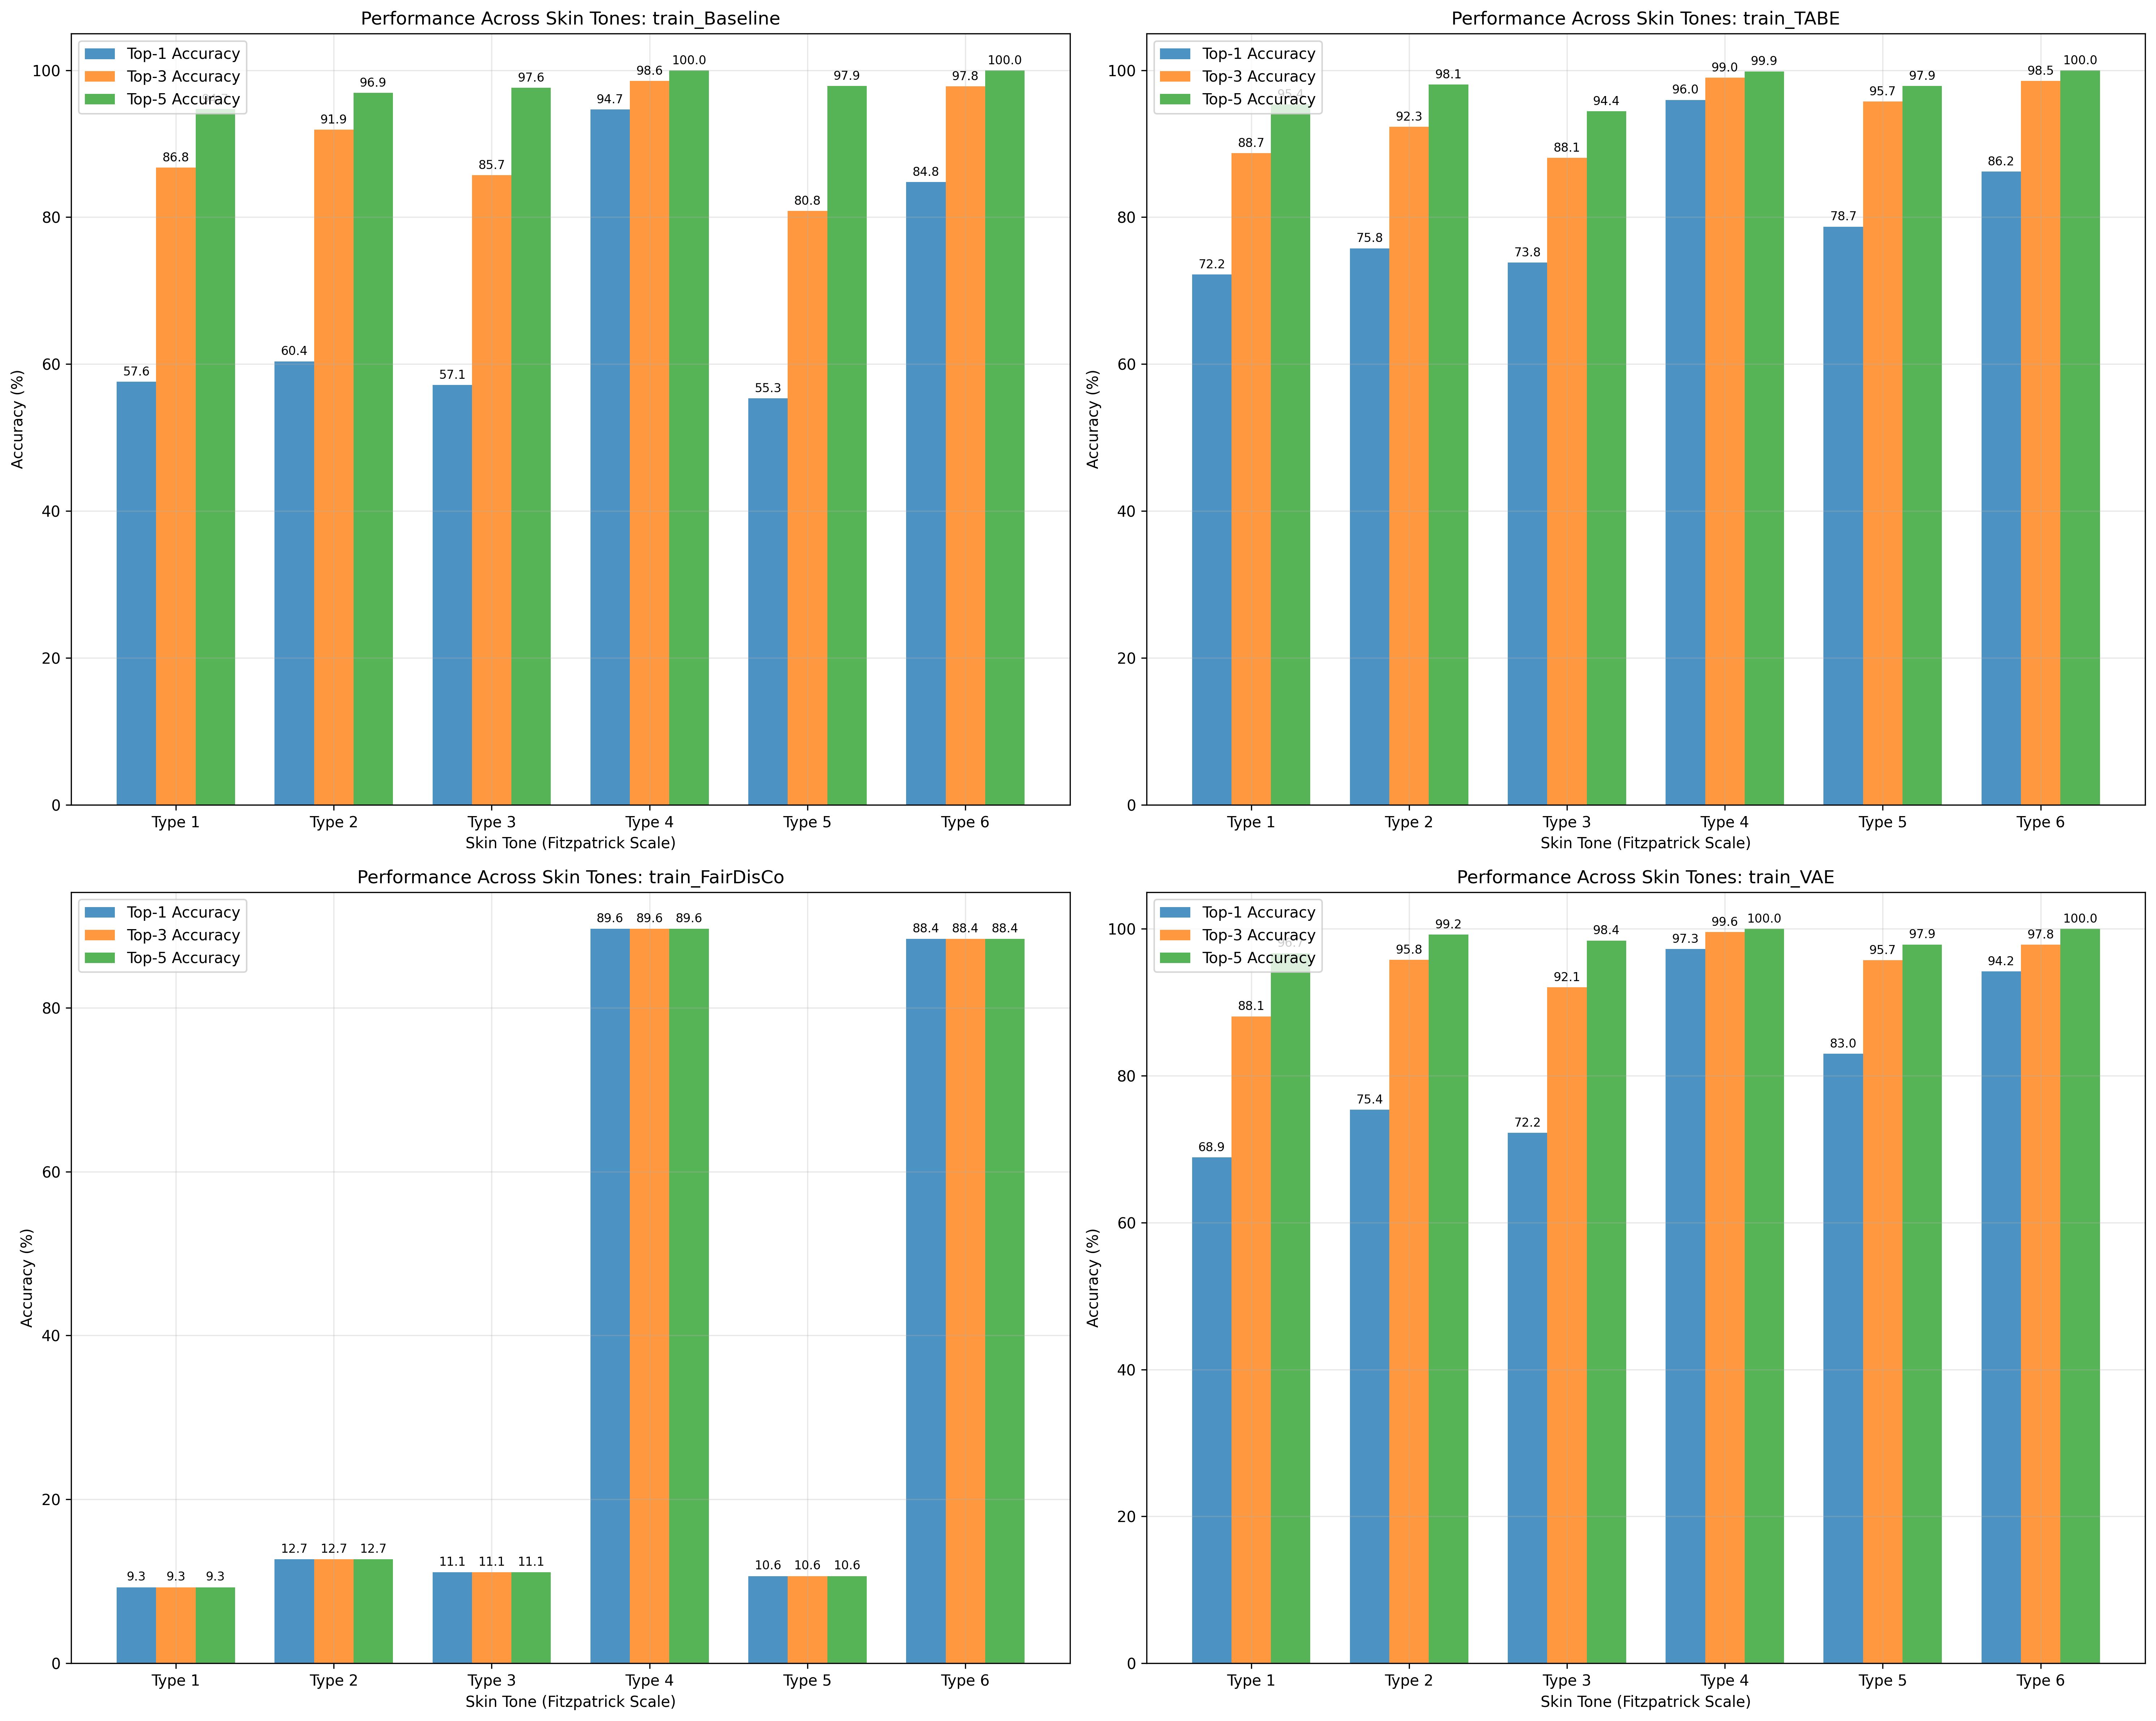 Performance Across Skin Tones: train_Baseline
Top-1 Accuracy
Top-3 Accuracy
Top-5 Accuracy
Accuracy (%)
100
80
60
40
20
0
57.6 86.8
60.4 91.9 96.9
57.1 85.7 97.6
94.7 98.6 100.0
55.3 80.8 97.9
84.8 97.8 100.0
Type 1 Type 2 Type 3 Type 4 Type 5 Type 6
Skin Tone (Fitzpatrick Scale)
Performance Across Skin Tones: train_TABE
Top-1 Accuracy
Top-3 Accuracy
Top-5 Accuracy
Accuracy (%)
100
80
60
40
20
0
72.2 88.7 95.4
75.8 92.3 98.1
73.8 88.1 94.4
96.0 99.0 99.9
78.7 95.7 97.9
86.2 98.5 100.0
Type 1 Type 2 Type 3 Type 4 Type 5 Type 6
Skin Tone (Fitzpatrick Scale)
Performance Across Skin Tones: train_FairDisCo
Top-1 Accuracy
Top-3 Accuracy
Top-5 Accuracy
Accuracy (%)
80
60
40
20
0
9.3 9.3 9.3
12.7 12.7 12.7
11.1 11.1 11.1
89.6 89.6 89.6
10.6 10.6 10.6
88.4 88.4 88.4
Type 1 Type 2 Type 3 Type 4 Type 5 Type 6
Skin Tone (Fitzpatrick Scale)
Performance Across Skin Tones: train_VAE
Top-1 Accuracy
Top-3 Accuracy
Top-5 Accuracy
Accuracy (%)
100
80
60
40
20
0
68.9 88.1 96.7
75.4 95.8 99.2
72.2 92.1 98.4
97.3 99.6 100.0
83.0 95.7 97.9
94.2 97.8 100.0
Type 1 Type 2 Type 3 Type 4 Type 5 Type 6
Skin Tone (Fitzpatrick Scale)